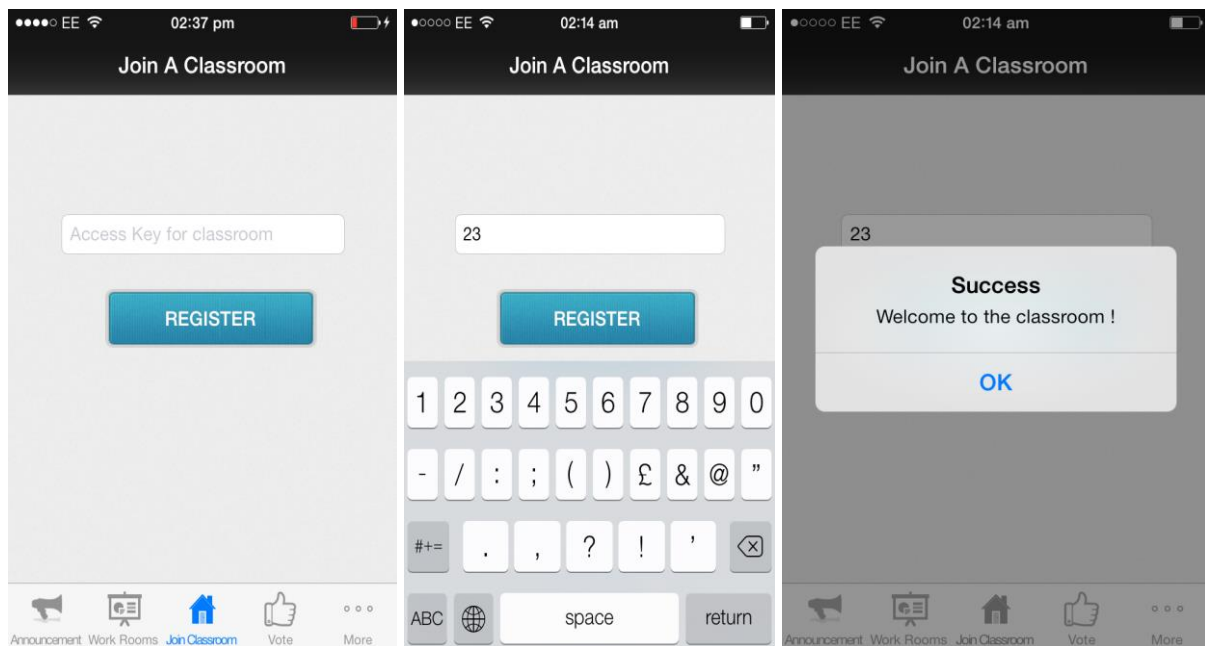 EE 02:37 pm
Join A Classroom
Access Key for classroom
REGISTER
Announcement Work Rooms Join Classroom Vote More
EE 02:14 am
Join A Classroom
23
REGISTER
1 2 3 4 5 6 7 8 9 0
- / : ; ( ) £ & @ "
#+= . , ? ! '
ABC space return
EE 02:14 am
Join A Classroom
23
Success
Welcome to the classroom !
OK
Announcement Work Rooms Join Classroom Vote More